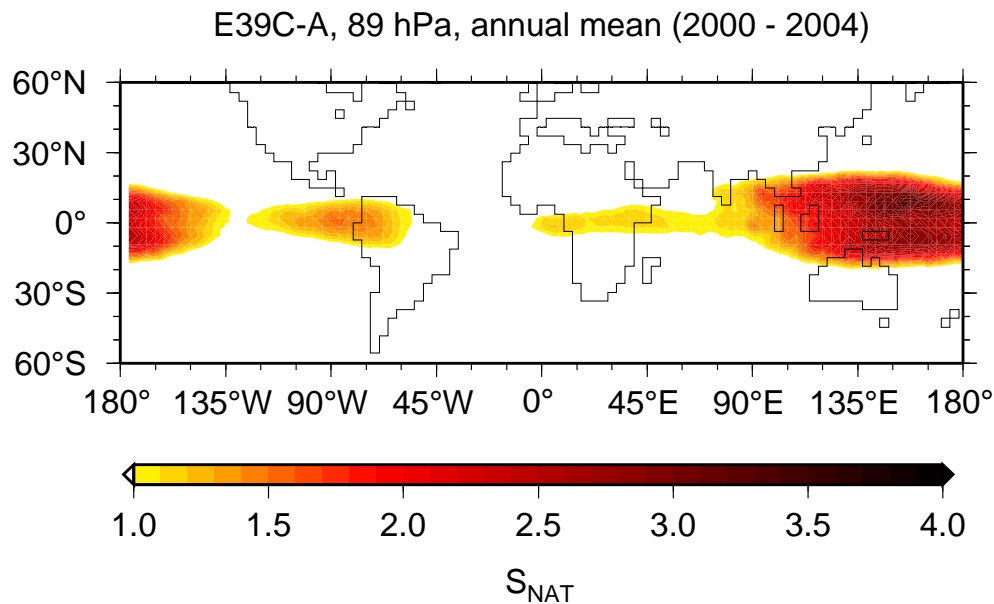 E39C-A, 89 hPa, annual mean (2000 - 2004)
60°N
30°N
0°
30°S
60°S
180° 135°W 90°W 45°W 0° 45°E 90°E 135°E 180°
1.0 1.5 2.0 2.5 3.0 3.5 4.0
S_NAT